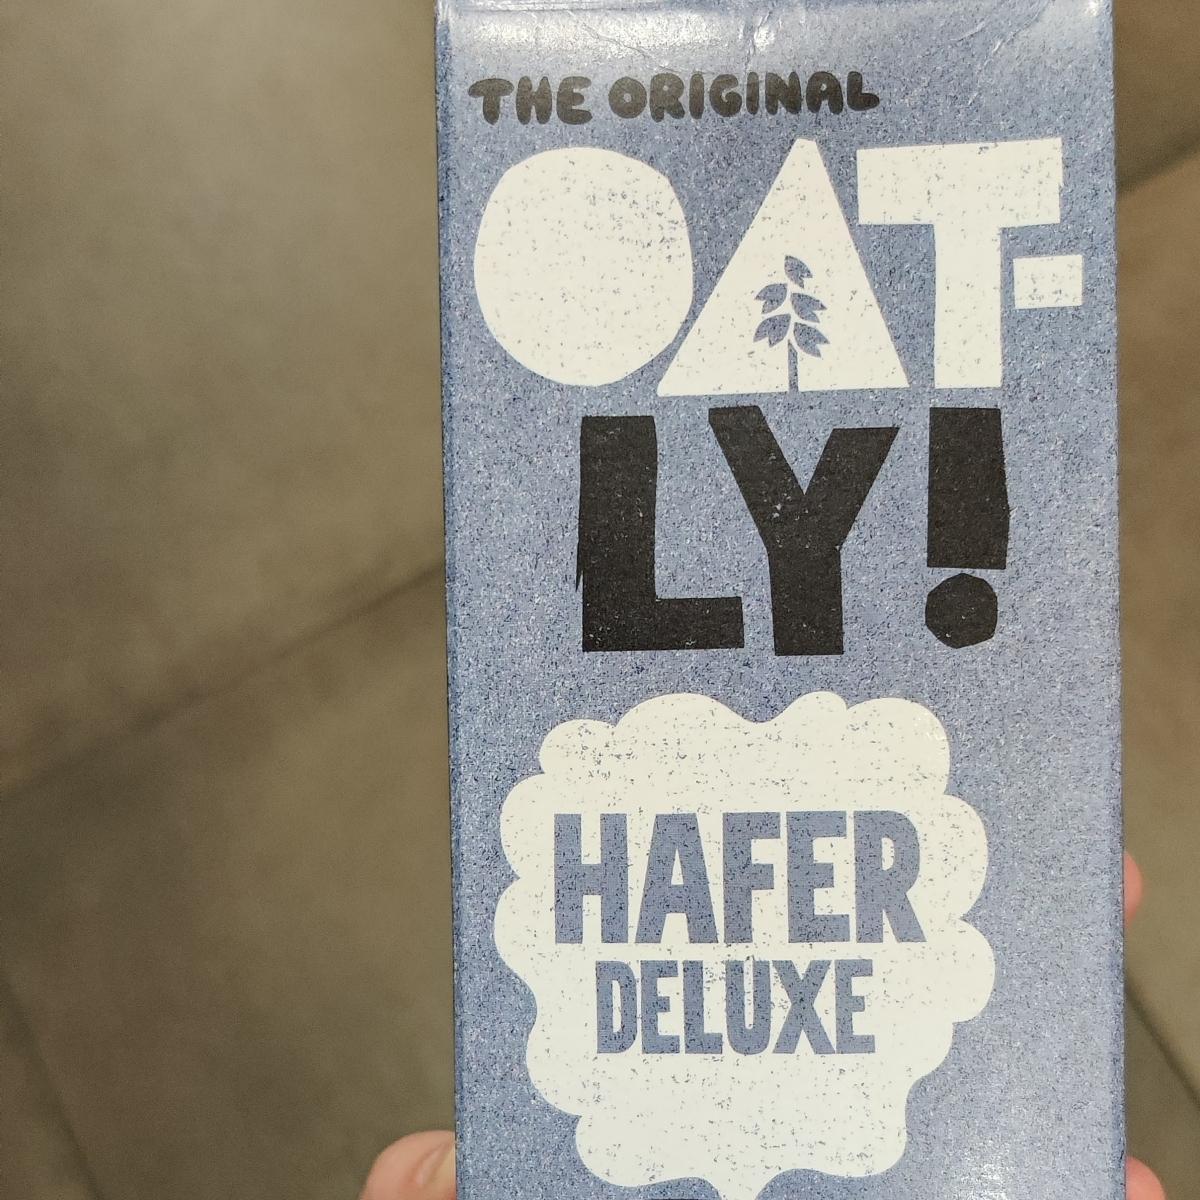 THE ORIGINAL
OAT-
LY!
HAFER
DELUXE